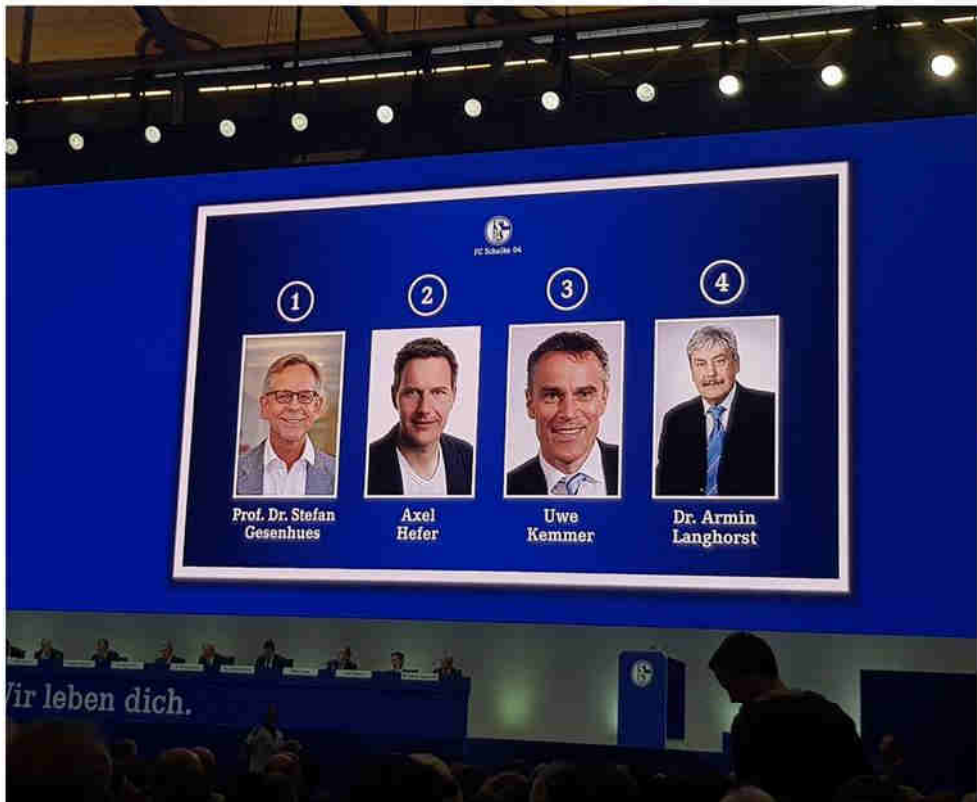 FC Schalke 04
1
2
3
4
Prof. Dr. Stefan
Gesenhues
Axel
Hefer
Uwe
Kemmer
Dr. Armin
Langhorst
Wir leben dich.